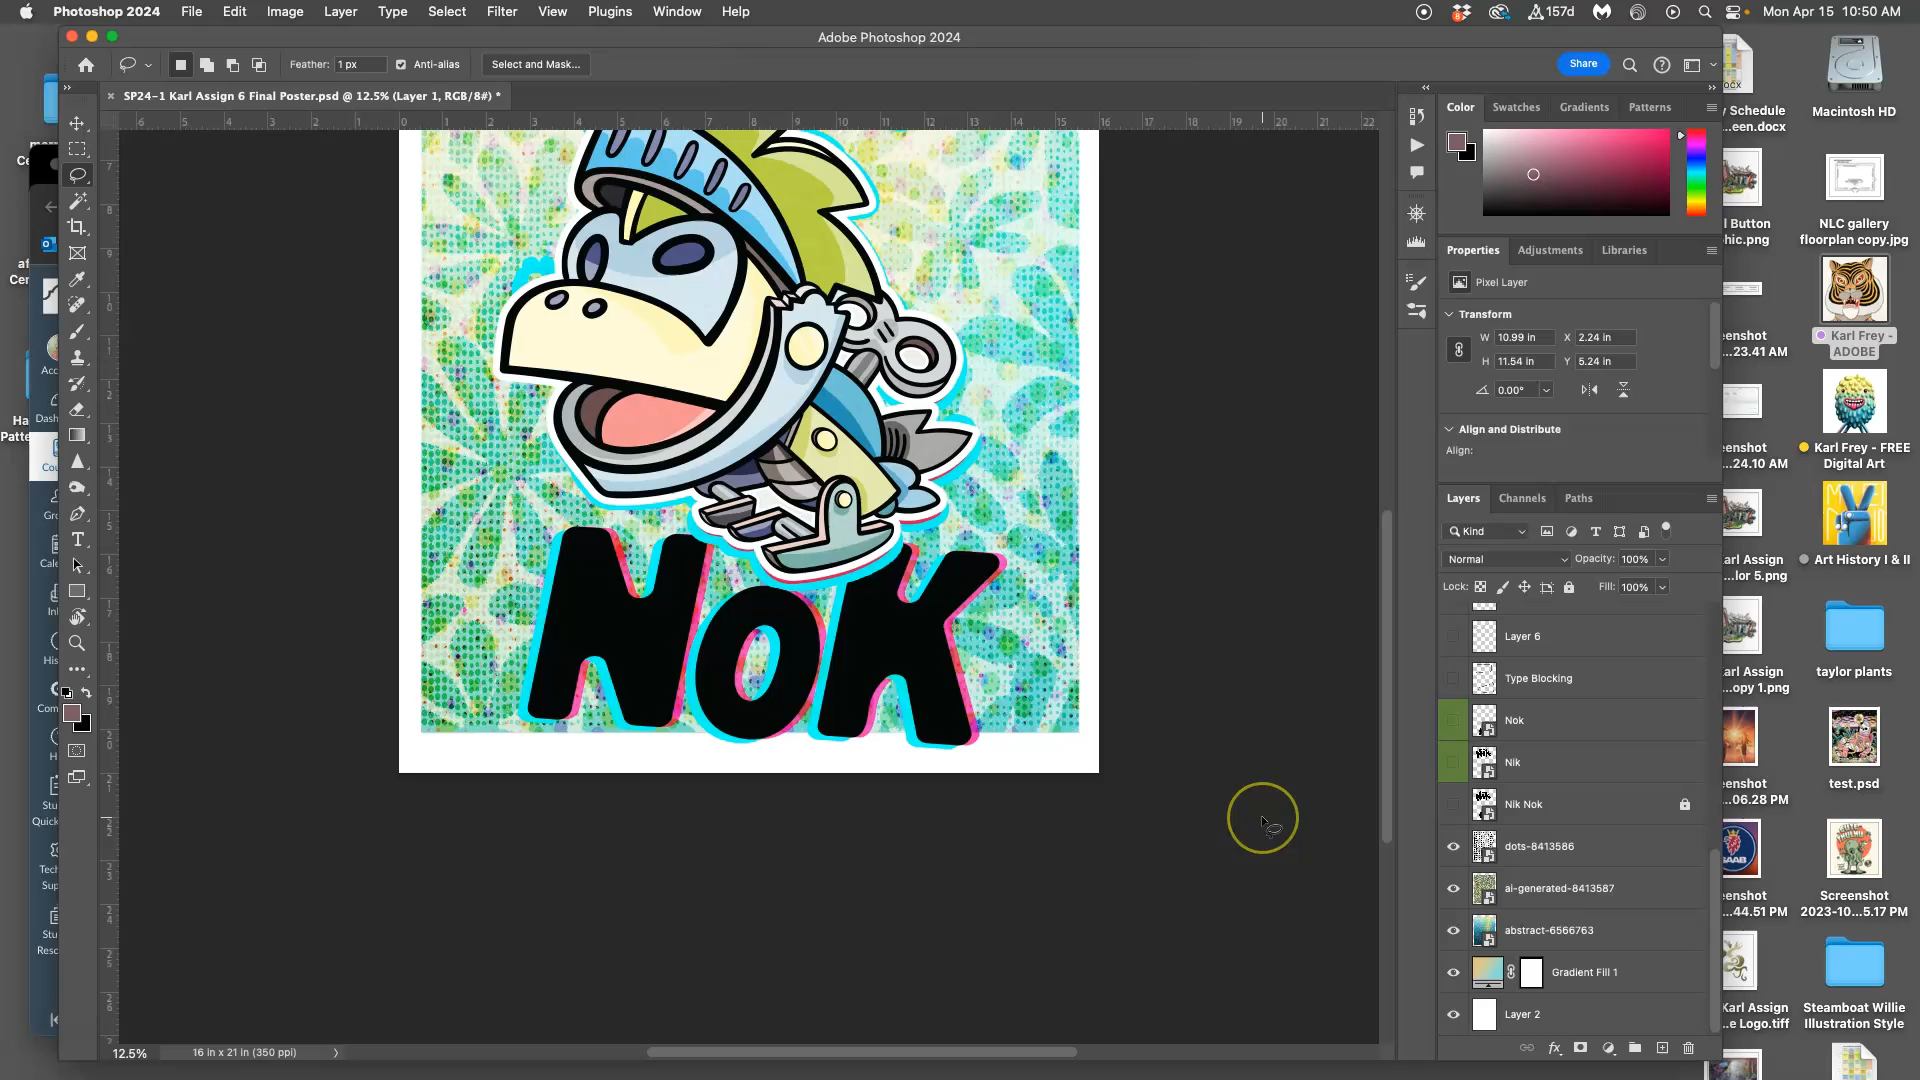 Photoshop 2024 File Edit Image Layer Type Select Filter View Plugins Window Help 157d Mon Apr 15 10:50 AM
Adobe Photoshop 2024
Feather: 1 px Anti-alias Select and Mask... Share
SP24-1 Karl Assign 6 Final Poster.psd @ 12.5% (Layer 1, RGB/8#) *
Color Swatches Gradients Patterns
Properties Adjustments Libraries
Pixel Layer
Transform
W 10.99 in X 2.24 in
H 11.54 in Y 5.24 in
0.00°
Align and Distribute
Align:
Layers Channels Paths
Kind
Normal Opacity: 100%
Lock: Fill: 100%
Layer 6
Type Blocking
Nok
Nik
Nik Nok
dots-8413586
ai-generated-8413587
abstract-6566763
Gradient Fill 1
Layer 2
NOK
12.5% 16 in x 21 in (350 ppi)
Macintosh HD
NLC gallery
floorplan copy.jpg
Karl Frey -
ADOBE
Karl Frey - FREE
Digital Art
Art History I & II
taylor plants
test.psd
Screenshot
2023-10...5.17 PM
Steamboat Willie
Illustration Style
y Schedule
...een.docx
l Button
...hic.png
...23.41 AM
...24.10 AM
Karl Assign
...lor 5.png
Karl Assign
...opy 1.png
...06.28 PM
...44.51 PM
Karl Assign
...e Logo.tiff